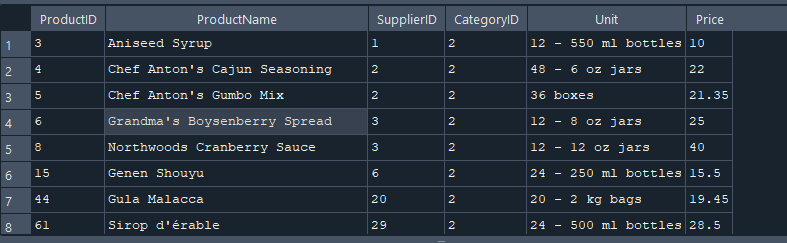 ProductID ProductName SupplierID CategoryID Unit Price
1 3 Aniseed Syrup 1 2 12 - 550 ml bottles 10
2 4 Chef Anton's Cajun Seasoning 2 2 48 - 6 oz jars 22
3 5 Chef Anton's Gumbo Mix 2 2 36 boxes 21.35
4 6 Grandma's Boysenberry Spread 3 2 12 - 8 oz jars 25
5 8 Northwoods Cranberry Sauce 3 2 12 - 12 oz jars 40
6 15 Genen Shouyu 6 2 24 - 250 ml bottles 15.5
7 44 Gula Malacca 20 2 20 - 2 kg bags 19.45
8 61 Sirop d'érable 29 2 24 - 500 ml bottles 28.5